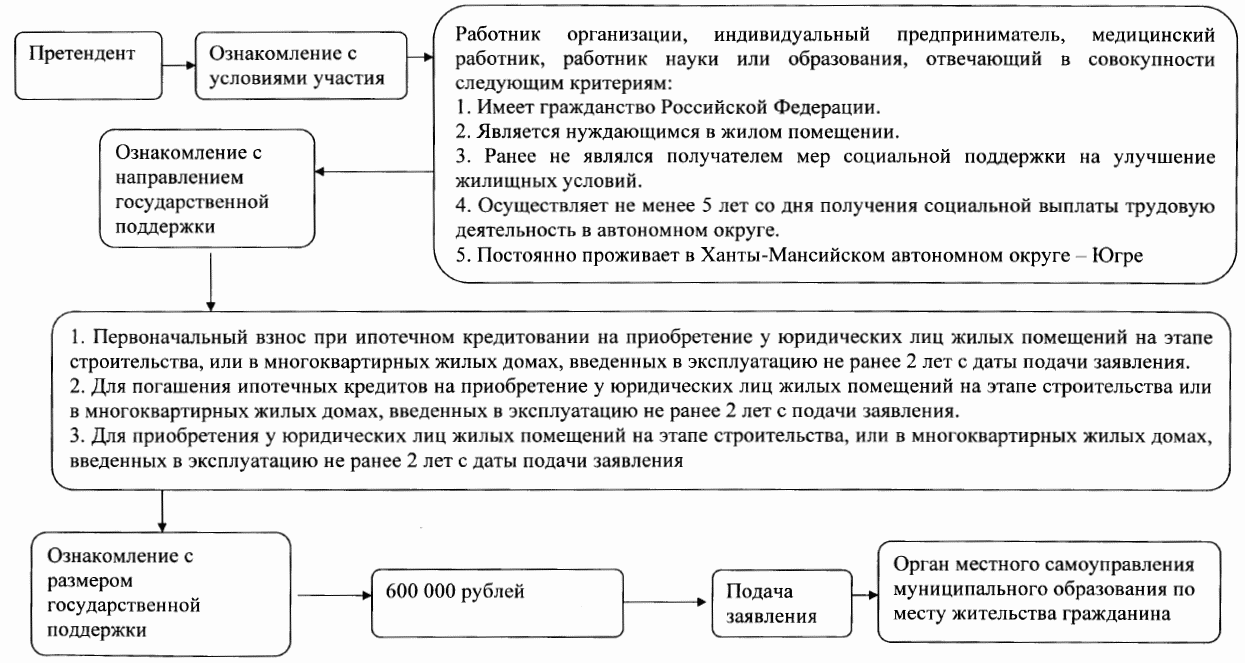 Претендент
Ознакомление с
условиями участия
Работник организации, индивидуальный предприниматель, медицинский
работник, работник науки или образования, отвечающий в совокупности
следующим критериям:
1. Имеет гражданство Российской Федерации.
2. Является нуждающимся в жилом помещении.
3. Ранее не являлся получателем мер социальной поддержки на улучшение
жилищных условий.
4. Осуществляет не менее 5 лет со дня получения социальной выплаты трудовую
деятельность в автономном округе.
5. Постоянно проживает в Ханты-Мансийском автономном округе – Югре
Ознакомление с
направлением
государственной
поддержки
1. Первоначальный взнос при ипотечном кредитовании на приобретение у юридических лиц жилых помещений на этапе
строительства, или в многоквартирных жилых домах, введенных в эксплуатацию не ранее 2 лет с даты подачи заявления.
2. Для погашения ипотечных кредитов на приобретение у юридических лиц жилых помещений на этапе строительства или
в многоквартирных жилых домах, введенных в эксплуатацию не ранее 2 лет с подачи заявления.
3. Для приобретения у юридических лиц жилых помещений на этапе строительства, или в многоквартирных жилых домах,
введенных в эксплуатацию не ранее 2 лет с даты подачи заявления
Ознакомление с
размером
государственной
поддержки
600 000 рублей
Подача
заявления
Орган местного самоуправления
муниципального образования по
месту жительства гражданина